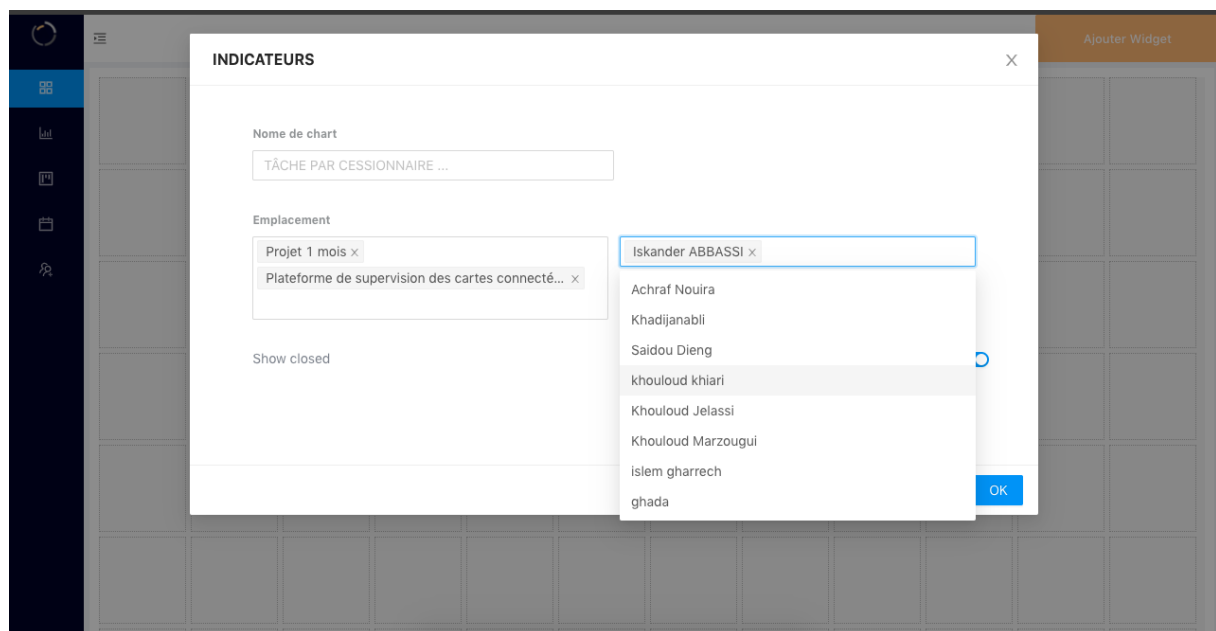 Ajouter Widget
INDICATEURS
Nome de chart
TÂCHE PAR CESSIONNAIRE ...
Emplacement
Projet 1 mois
Plateforme de supervision des cartes connecté...
Iskander ABBASSI
Achraf Nouira
Khadijanabli
Saidou Dieng
khouloud khiari
Khouloud Jelassi
Khouloud Marzougui
islem gharrech
ghada
Show closed
OK